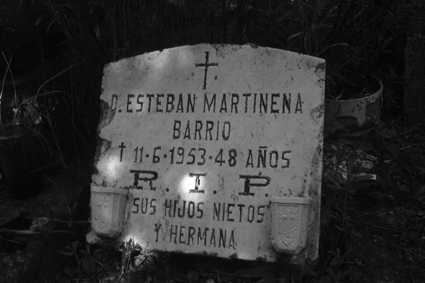 D. ESTEBAN MARTINENA
BARRIO
† 11-6-1953-48 AÑOS
R.I.P.
SUS HIJOS NIETOS
Y HERMANA